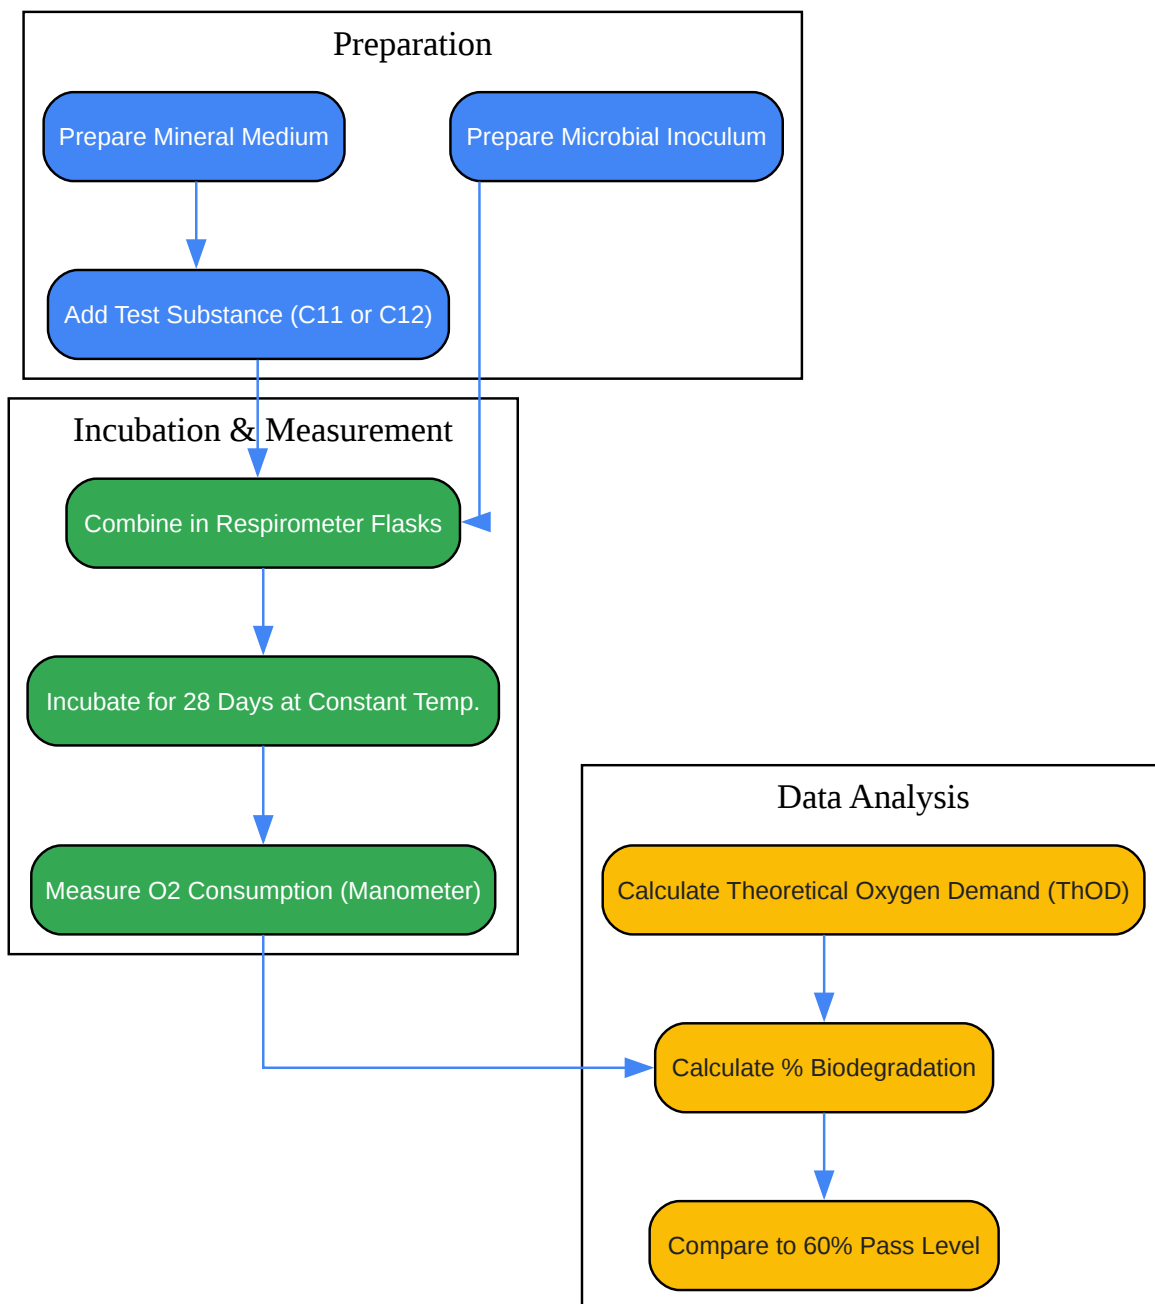 Preparation
Prepare Mineral Medium
Prepare Microbial Inoculum
Add Test Substance (C11 or C12)
Incubation & Measurement
Combine in Respirometer Flasks
Incubate for 28 Days at Constant Temp.
Measure O2 Consumption (Manometer)
Data Analysis
Calculate Theoretical Oxygen Demand (ThOD)
Calculate % Biodegradation
Compare to 60% Pass Level